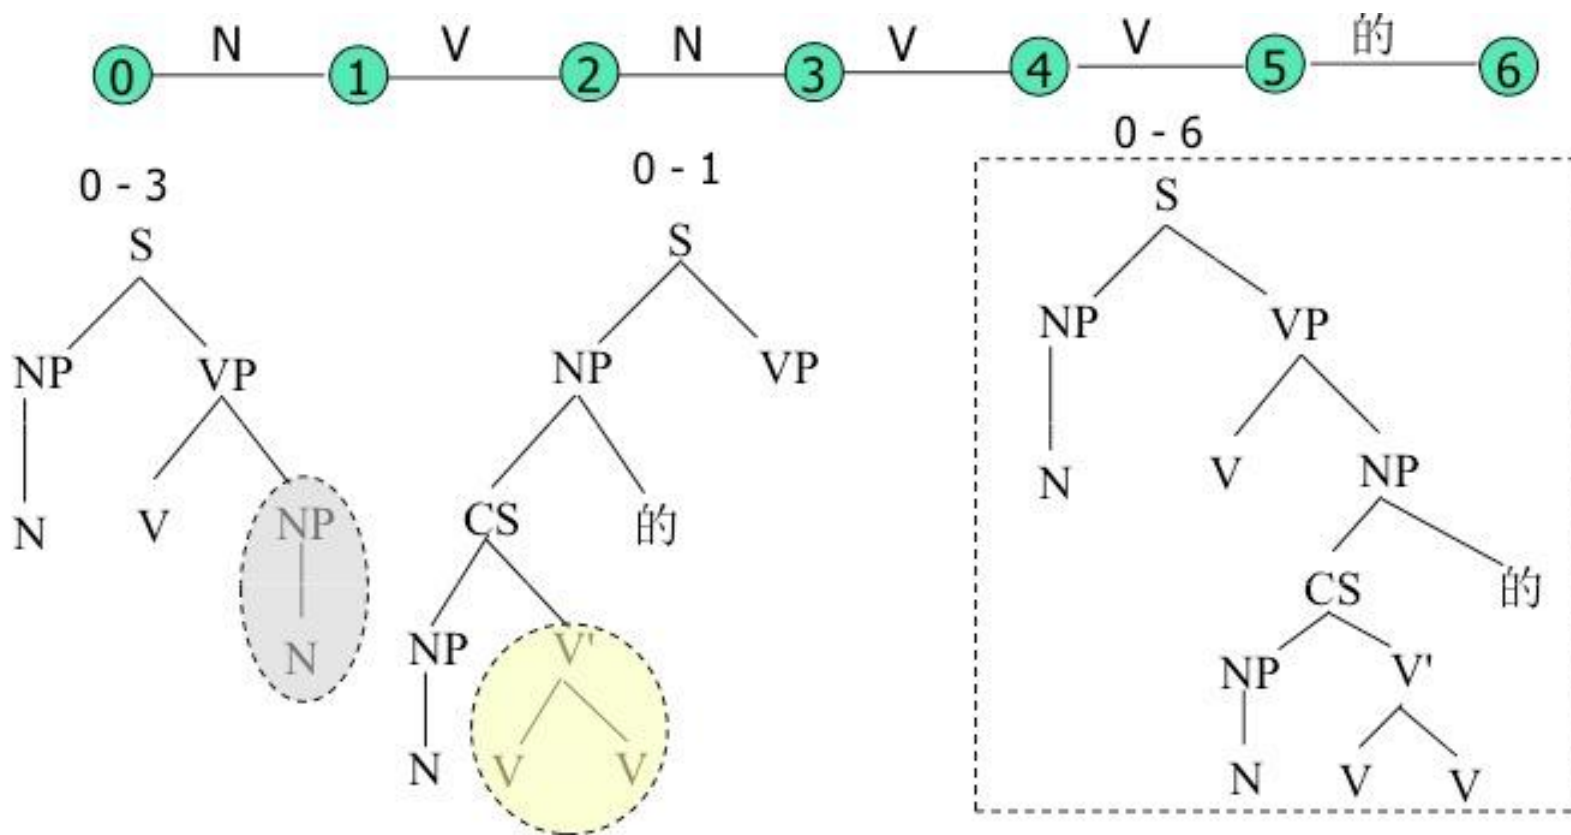 N V N V V 的
0 1 2 3 4 5 6
0 - 3 0 - 1 0 - 6
S S S
NP VP NP VP NP VP
N V NP CS 的 N V NP
N NP V' CS 的
N V V NP V'
N V V